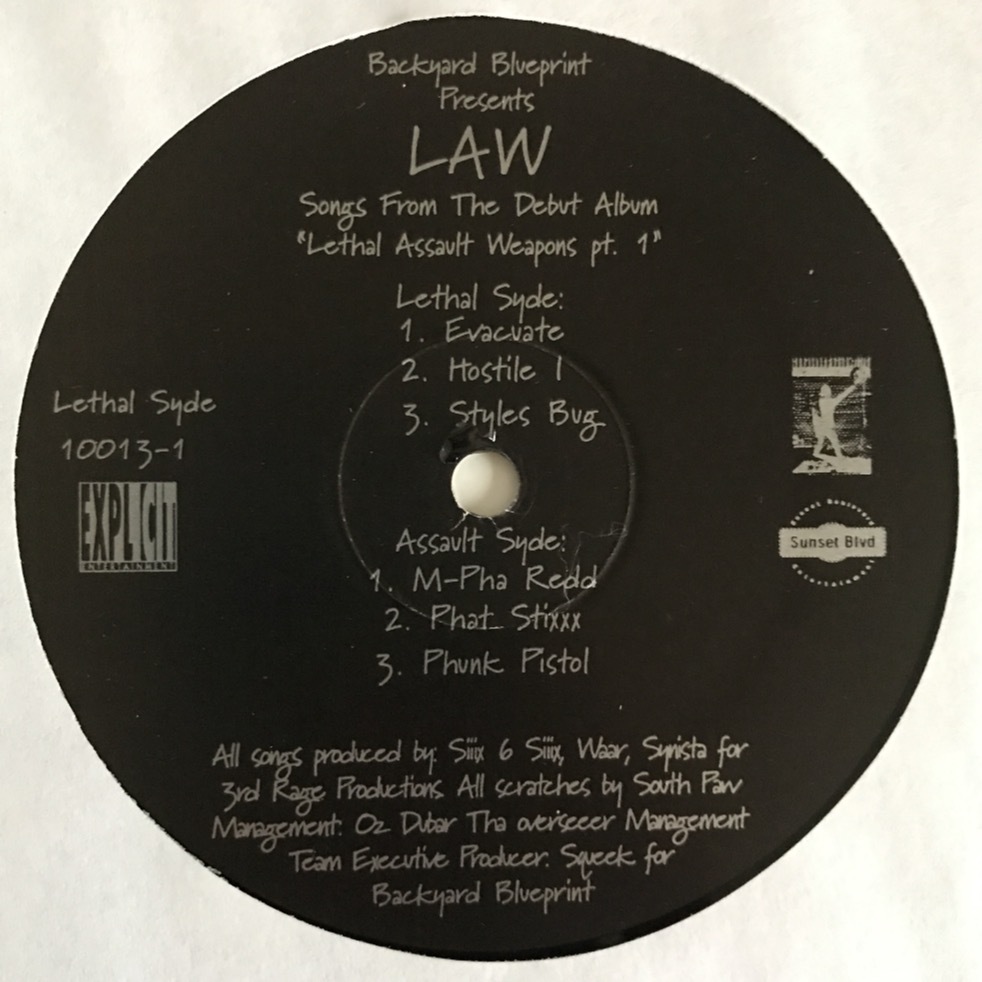 Backyard Blueprint
Presents
LAW
Songs From The Debut Album
"Lethal Assault Weapons pt. 1"
Lethal Syde:
1. Evacuate
2. Hostile 1
3. Styles Bug
Lethal Syde
10013-1
EXPLICIT
ENTERTAINMENT
Sunset Blvd
Entertainment
Assault Syde:
1. M-Pha Redd
2. Phat Stixxx
3. Phunk Pistol
All songs produced by: Siiix 6 Siiix, Waar, Synista for
3rd Rage Productions. All scratches by South Paw
Management: Oz Dubar Tha overseeer Management
Team Executive Producer: Squeek for
Backyard Blueprint